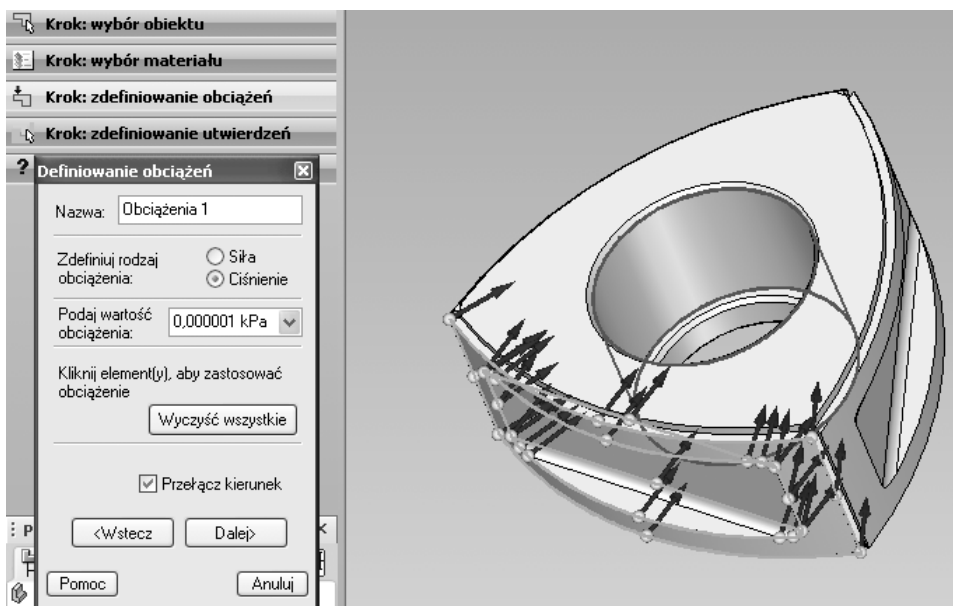 Krok: wybór obiektu
Krok: wybór materiału
Krok: zdefiniowanie obciążeń
Krok: zdefiniowanie utwierdzeń
?
Definiowanie obciążeń
Nazwa: Obciążenia 1
Zdefiniuj rodzaj obciążenia:
Siła
Ciśnienie
Podaj wartość obciążenia:
0,000001 kPa
Kliknij element(y), aby zastosować
obciążenie
Wyczyść wszystkie
Przełącz kierunek
<Wstecz
Dalej>
Pomoc
Anuluj